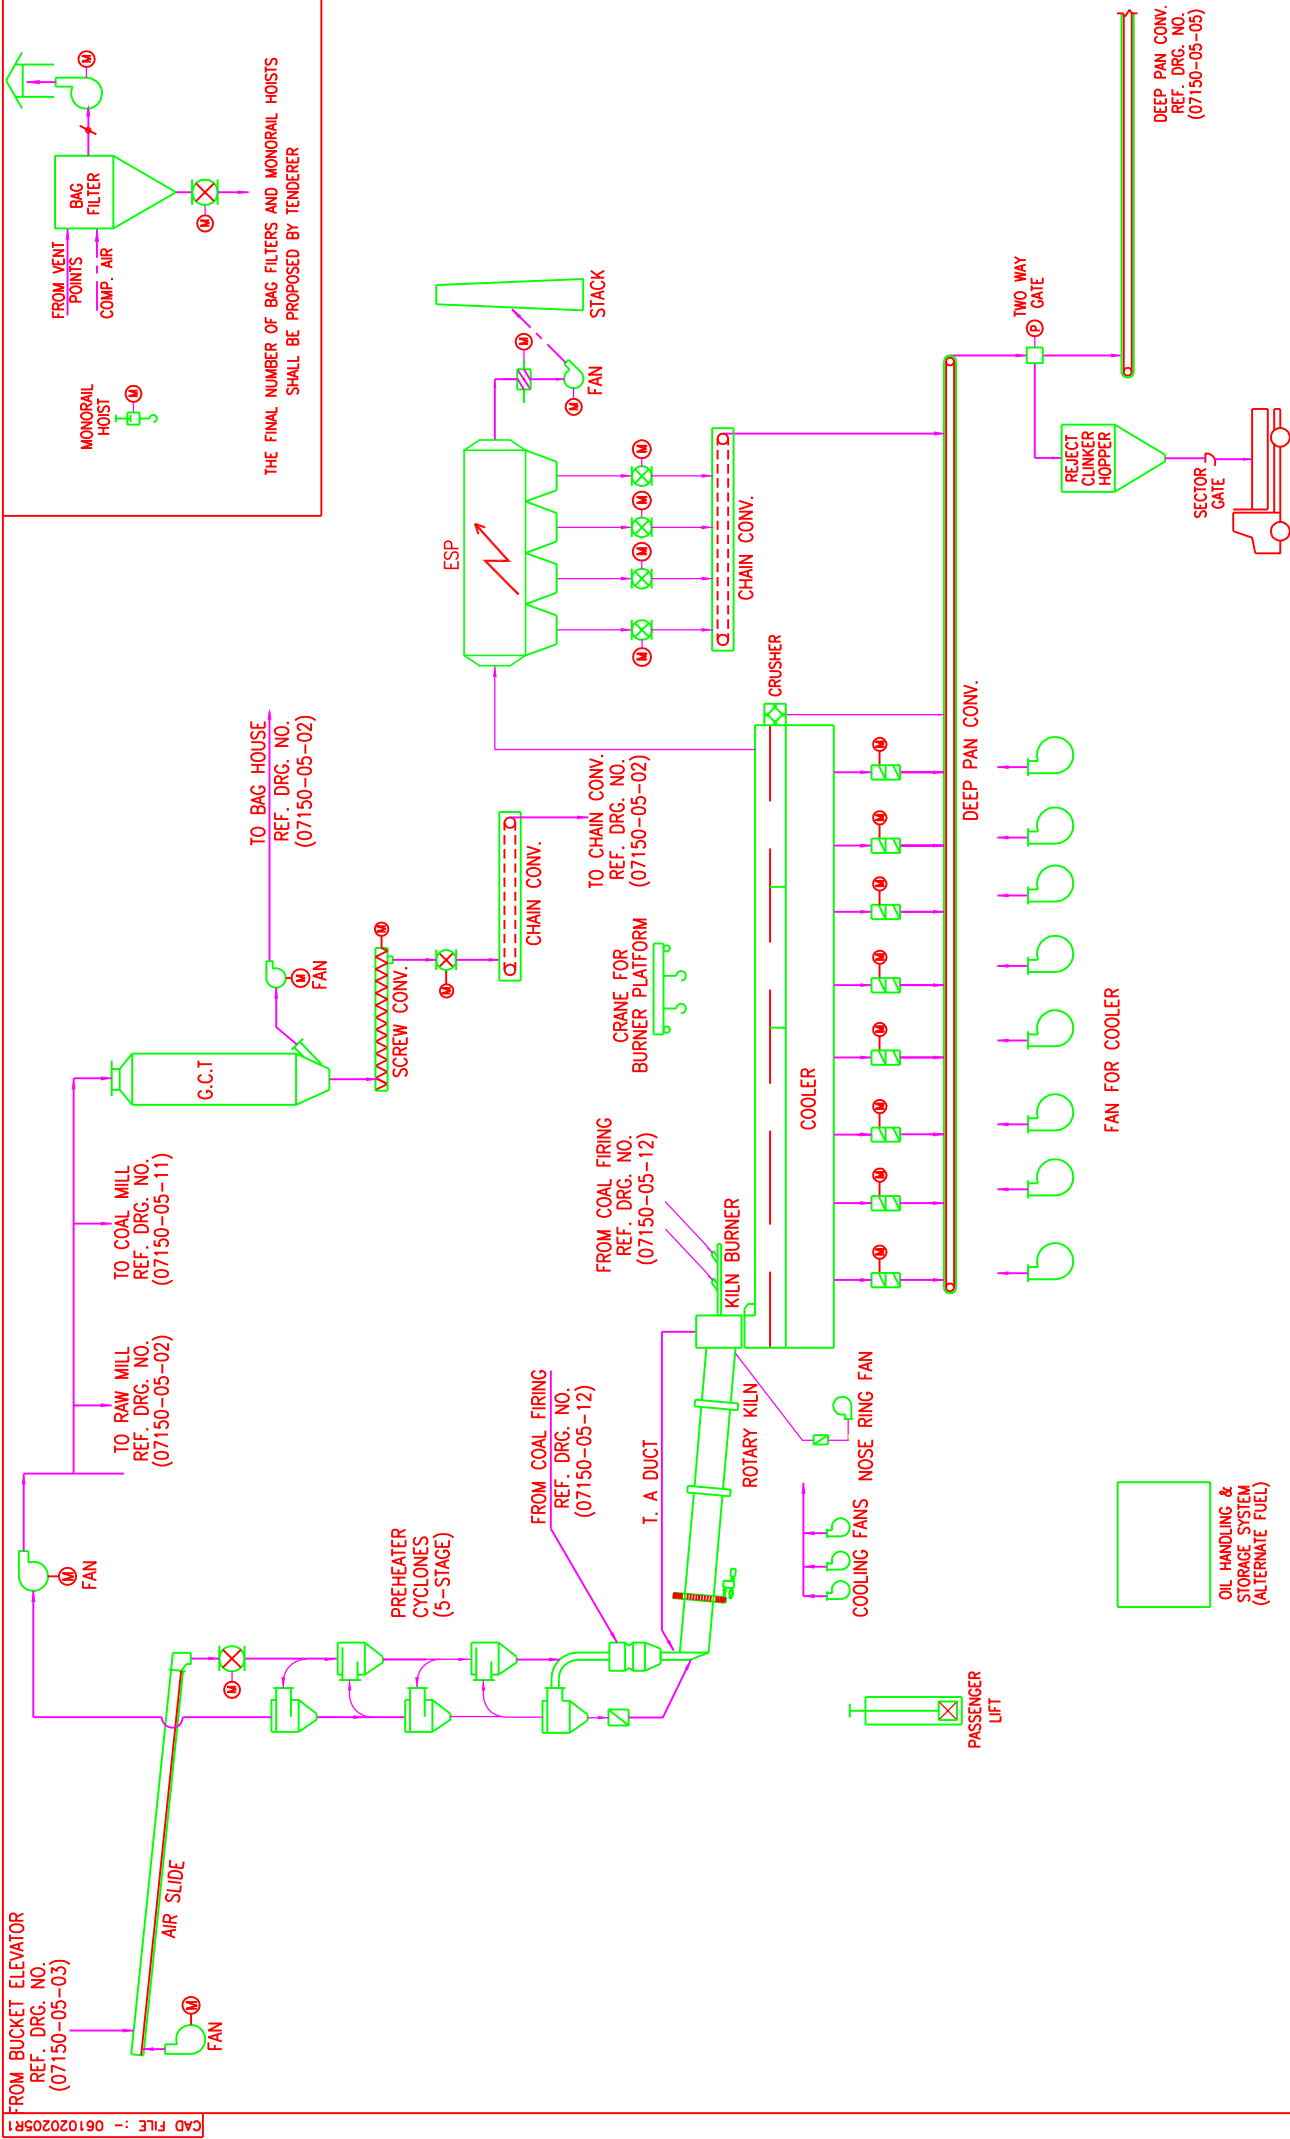 FROM BUCKET ELEVATOR
REF. DRG. NO.
(07150-05-03)
AIR SLIDE
M
FAN
M
FAN
TO RAW MILL
REF. DRG. NO.
(07150-05-02)
TO COAL MILL
REF. DRG. NO.
(07150-05-11)
G.C.T
M
FAN
TO BAG HOUSE
REF. DRG. NO.
(07150-05-02)
M
SCREW CONV.
M
CHAIN CONV.
TO CHAIN CONV.
REF. DRG. NO.
(07150-05-02)
M
PREHEATER
CYCLONES
(5-STAGE)
FROM COAL FIRING
REF. DRG. NO.
(07150-05-12)
T. A DUCT
FROM COAL FIRING
REF. DRG. NO.
(07150-05-12)
KILN BURNER
ROTARY KILN
CRANE FOR
BURNER PLATFORM
COOLER
CRUSHER
COOLING FANS
NOSE RING FAN
M
M
M
M
M
M
M
M
DEEP PAN CONV.
FAN FOR COOLER
ESP
M
M
M
M
CHAIN CONV.
M
M
FAN
STACK
FROM VENT
POINTS
COMP. AIR
BAG
FILTER
M
M
MONORAIL
HOIST
M
THE FINAL NUMBER OF BAG FILTERS AND MONORAIL HOISTS
SHALL BE PROPOSED BY TENDERER
TWO WAY
GATE
P
REJECT
CLINKER
HOPPER
SECTOR
GATE
DEEP PAN CONV.
REF. DRG. NO.
(07150-05-05)
PASSENGER
LIFT
OIL HANDLING &
STORAGE SYSTEM
(ALTERNATE FUEL)
CAD FILE :- 061020205R1